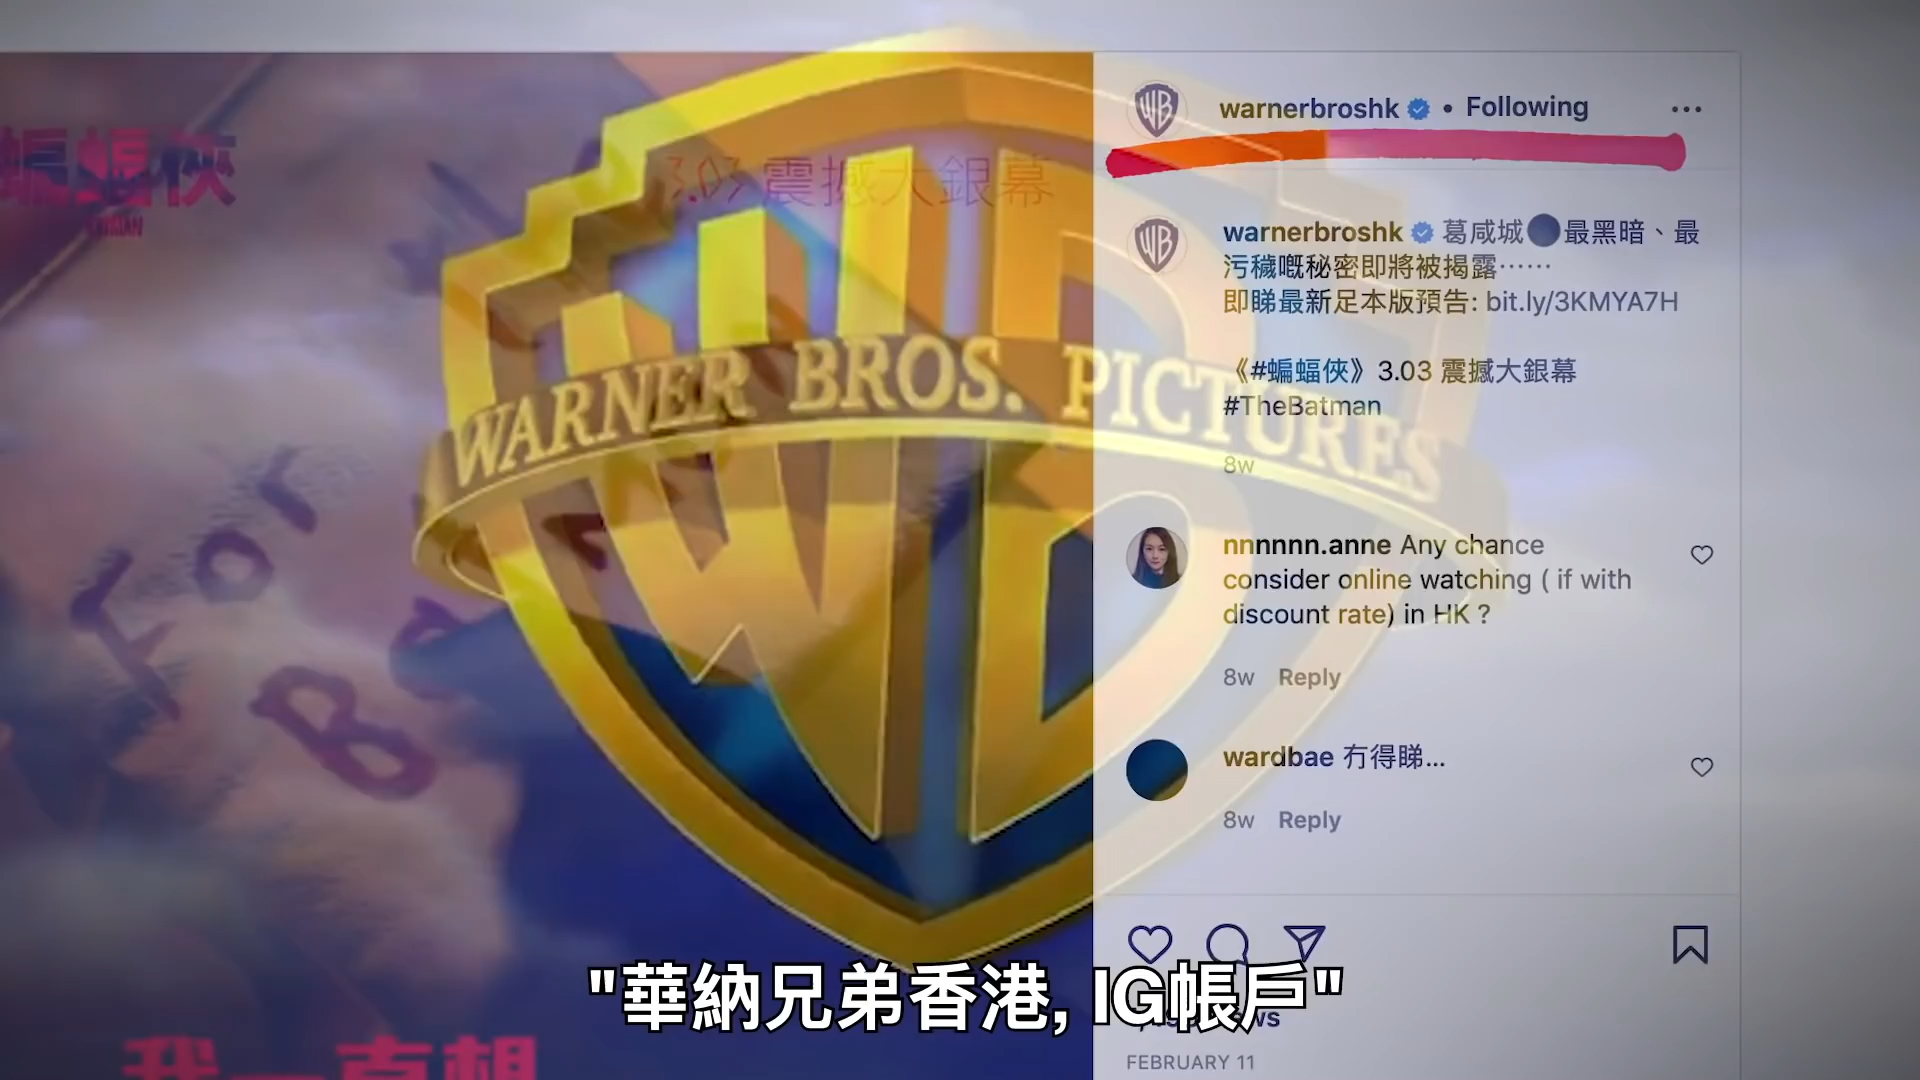 蝙蝠俠
3.03 震撼大銀幕
For
WARNER BROS. PICTURES
warnerbroshk • Following
warnerbroshk 葛咸城最黑暗、最
污穢嘅秘密即將被揭露⋯⋯
即睇最新足本版預告: bit.ly/3KMYA7H
《#蝙蝠俠》3.03 震撼大銀幕
#TheBatman
8w
nnnnnn.anne Any chance
consider online watching ( if with
discount rate) in HK ?
8w Reply
wardbae 冇得睇...
8w Reply
"華納兄弟香港, IG帳戶"
FEBRUARY 11